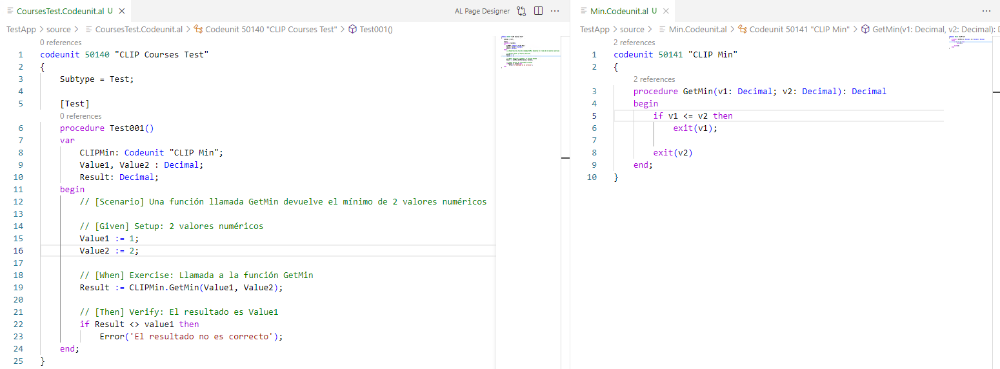 CoursesTest.Codeunit.al U
AL Page Designer
TestApp > source > CoursesTest.Codeunit.al > Codeunit 50140 "CLIP Courses Test" > Test001()
0 references
1 codeunit 50140 "CLIP Courses Test"
2 {
3 Subtype = Test;
4
5 [Test]
0 references
6 procedure Test001()
7 var
8 CLIPMin: Codeunit "CLIP Min";
9 Value1, Value2 : Decimal;
10 Result: Decimal;
11 begin
12 // [Scenario] Una función llamada GetMin devuelve el mínimo de 2 valores numéricos
13
14 // [Given] Setup: 2 valores numéricos
15 Value1 := 1;
16 Value2 := 2;
17
18 // [When] Exercise: Llamada a la función GetMin
19 Result := CLIPMin.GetMin(Value1, Value2);
20
21 // [Then] Verify: El resultado es Value1
22 if Result <> value1 then
23 Error('El resultado no es correcto');
24 end;
25 }
Min.Codeunit.al U
TestApp > source > Min.Codeunit.al > Codeunit 50141 "CLIP Min" > GetMin(v1: Decimal, v2: Decimal):
2 references
1 codeunit 50141 "CLIP Min"
2 {
2 references
3 procedure GetMin(v1: Decimal; v2: Decimal): Decimal
4 begin
5 if v1 <= v2 then
6 exit(v1);
7
8 exit(v2)
9 end;
10 }